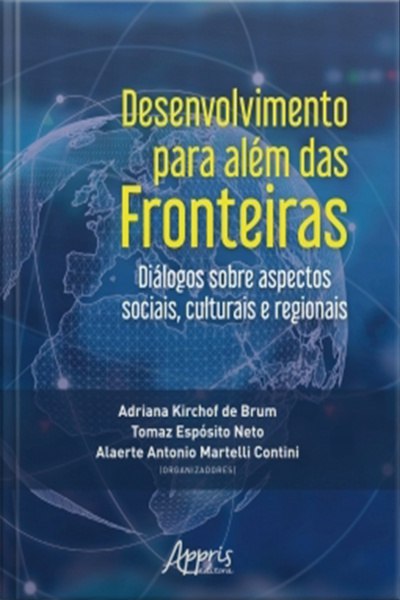 Desenvolvimento
para além das
Fronteiras
Diálogos sobre aspectos
sociais, culturais e regionais
Adriana Kirchof de Brum
Tomaz Espósito Neto
Alaerte Antonio Martelli Contini
(ORGANIZADORES)
Appris
editora